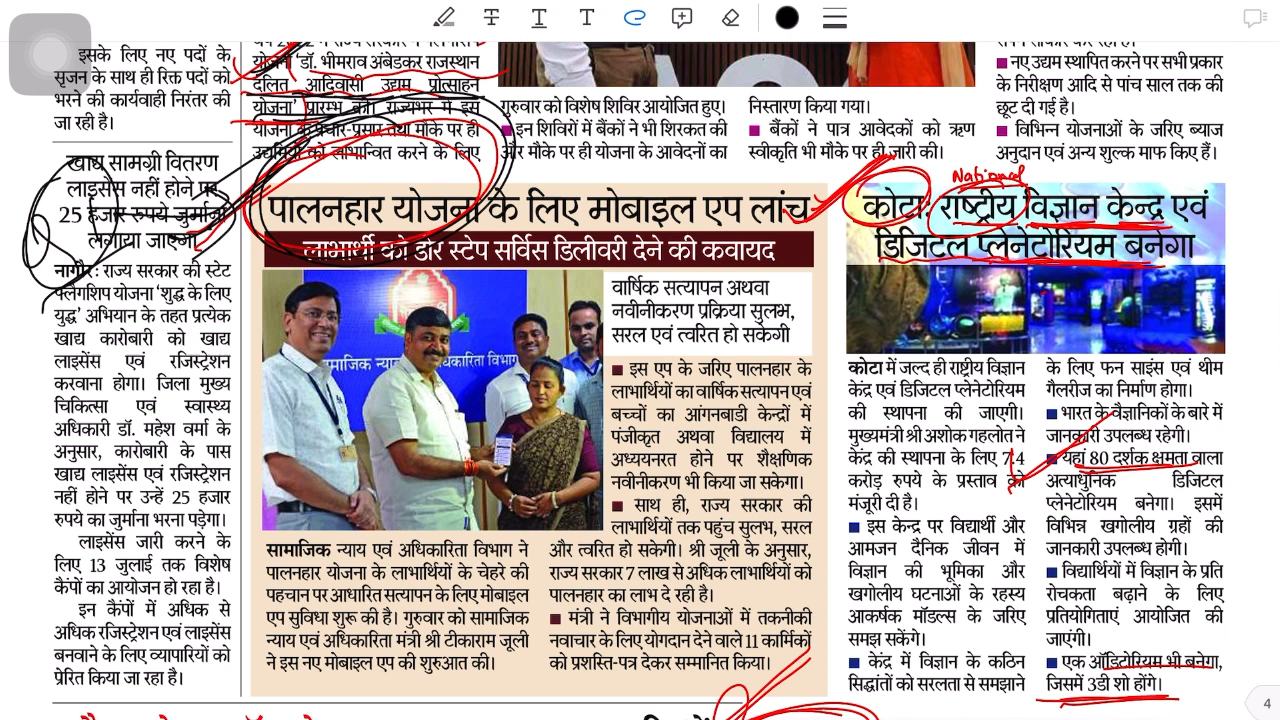 इसके लिए नए पदों के
सृजन के साथ ही रिक्त पदों को
भरने की कार्यवाही निरंतर की
जा रही है।
खाद्य सामग्री वितरण
लाइसेंस नहीं होने पर
25 हजार रुपये जुर्माना
लगाया जाएगा
नागौर: राज्य सरकार की स्टेट
फ्लैगशिप योजना 'शुद्ध के लिए
युद्ध' अभियान के तहत प्रत्येक
खाद्य कारोबारी को खाद्य
लाइसेंस एवं रजिस्ट्रेशन
करवाना होगा। जिला मुख्य
चिकित्सा एवं स्वास्थ्य
अधिकारी डॉ. महेश वर्मा के
अनुसार, कारोबारी के पास
खाद्य लाइसेंस एवं रजिस्ट्रेशन
नहीं होने पर उन्हें 25 हजार
रुपये का जुर्माना भरना पड़ेगा।
लाइसेंस जारी करने के
लिए 13 जुलाई तक विशेष
कैंपों का आयोजन हो रहा है।
इन कैंपों में अधिक से
अधिक रजिस्ट्रेशन एवं लाइसेंस
बनवाने के लिए व्यापारियों को
प्रेरित किया जा रहा है।
योजना 'डॉ. भीमराव अंबेडकर राजस्थान
दलित आदिवासी उद्यम प्रोत्साहन
योजना' प्रारम्भ की। राज्यभर में इस
योजना के प्रचार-प्रसार तथा मौके पर ही
उद्यमियों को लाभान्वित करने के लिए
गुरुवार को विशेष शिविर आयोजित हुए।
■ इन शिविरों में बैंकों ने भी शिरकत की
और मौके पर ही योजना के आवेदनों का
निस्तारण किया गया।
■ बैंकों ने पात्र आवेदकों को ऋण
स्वीकृति भी मौके पर ही जारी की।
■ नए उद्यम स्थापित करने पर सभी प्रकार
के निरीक्षण आदि से पांच साल तक की
छूट दी गई है।
■ विभिन्न योजनाओं के जरिए ब्याज
अनुदान एवं अन्य शुल्क माफ किए हैं।
पालनहार योजना के लिए मोबाइल एप लांच
लाभार्थी को डोर स्टेप सर्विस डिलीवरी देने की कवायद
वार्षिक सत्यापन अथवा
नवीनीकरण प्रक्रिया सुलभ,
सरल एवं त्वरित हो सकेगी
■ इस एप के जरिए पालनहार के
लाभार्थियों का वार्षिक सत्यापन एवं
बच्चों का आंगनबाडी केन्द्रों में
पंजीकृत अथवा विद्यालय में
अध्ययनरत होने पर शैक्षणिक
नवीनीकरण भी किया जा सकेगा।
■ साथ ही, राज्य सरकार की
लाभार्थियों तक पहुंच सुलभ, सरल
सामाजिक न्याय एवं अधिकारिता विभाग ने
पालनहार योजना के लाभार्थियों के चेहरे की
पहचान पर आधारित सत्यापन के लिए मोबाइल
एप सुविधा शुरू की है। गुरुवार को सामाजिक
न्याय एवं अधिकारिता मंत्री श्री टीकाराम जूली
ने इस नए मोबाइल एप की शुरुआत की।
और त्वरित हो सकेगी। श्री जूली के अनुसार,
राज्य सरकार 7 लाख से अधिक लाभार्थियों को
पालनहार का लाभ दे रही है।
■ मंत्री ने विभागीय योजनाओं में तकनीकी
नवाचार के लिए योगदान देने वाले 11 कार्मिकों
को प्रशस्ति-पत्र देकर सम्मानित किया।
National
कोटा: राष्ट्रीय विज्ञान केन्द्र एवं
डिजिटल प्लेनेटोरियम बनेगा
कोटा में जल्द ही राष्ट्रीय विज्ञान
केंद्र एवं डिजिटल प्लेनेटोरियम
की स्थापना की जाएगी।
मुख्यमंत्री श्री अशोक गहलोत ने
केंद्र की स्थापना के लिए 7.4
करोड़ रुपये के प्रस्ताव को
मंजूरी दी है।
■ इस केन्द्र पर विद्यार्थी और
आमजन दैनिक जीवन में
विज्ञान की भूमिका और
खगोलीय घटनाओं के रहस्य
आकर्षक मॉडल्स के जरिए
समझ सकेंगे।
■ केंद्र में विज्ञान के कठिन
सिद्धांतों को सरलता से समझाने
के लिए फन साइंस एवं थीम
गैलरीज का निर्माण होगा।
■ भारत के वैज्ञानिकों के बारे में
जानकारी उपलब्ध रहेगी।
■ यहां 80 दर्शक क्षमता वाला
अत्याधुनिक डिजिटल
प्लेनेटोरियम बनेगा। इसमें
विभिन्न खगोलीय ग्रहों की
जानकारी उपलब्ध होगी।
■ विद्यार्थियों में विज्ञान के प्रति
रोचकता बढ़ाने के लिए
प्रतियोगिताएं आयोजित की
जाएंगी।
■ एक ऑडिटोरियम भी बनेगा,
जिसमें 3डी शो होंगे।
4